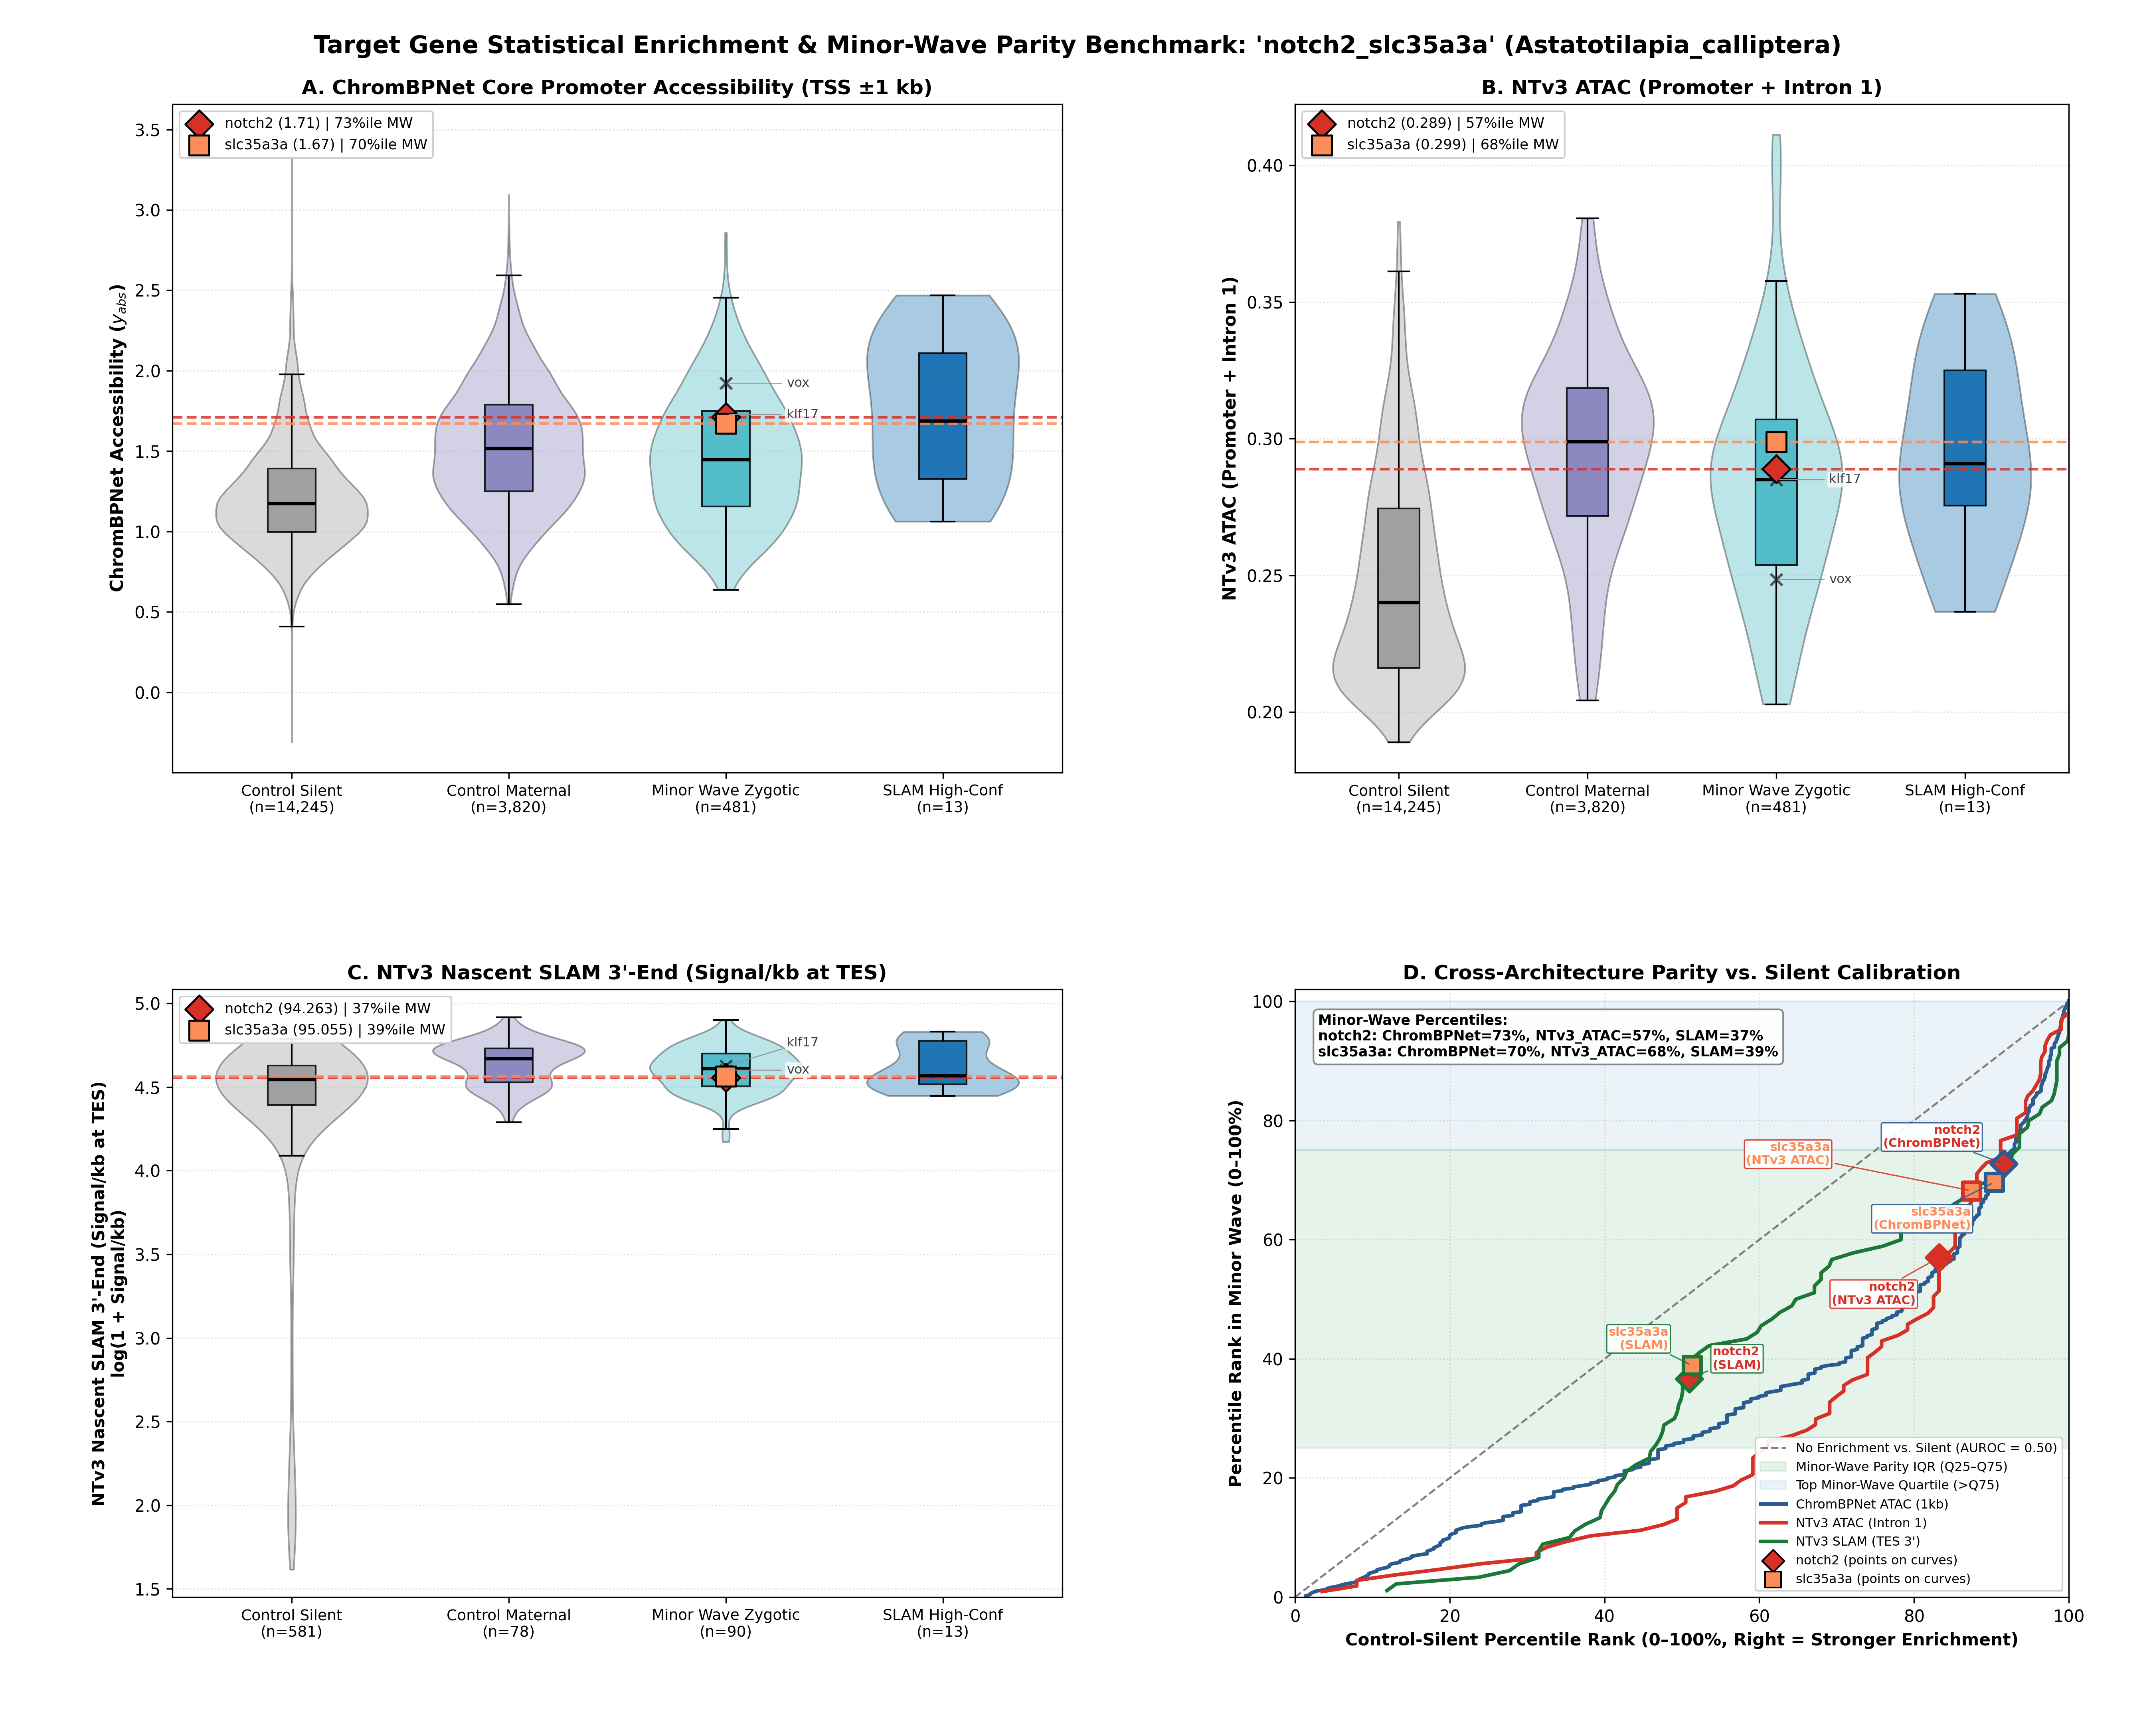 Target Gene Statistical Enrichment & Minor-Wave Parity Benchmark: 'notch2_slc35a3a' (Astatotilapia_calliptera)
A. ChromBPNet Core Promoter Accessibility (TSS ±1 kb)
notch2 (1.71) | 73%ile MW
slc35a3a (1.67) | 70%ile MW
ChromBPNet Accessibility (y_abs)
3.5
3.0
2.5
2.0
1.5
1.0
0.5
0.0
vox
klf17
Control Silent
(n=14,245)
Control Maternal
(n=3,820)
Minor Wave Zygotic
(n=481)
SLAM High-Conf
(n=13)
B. NTv3 ATAC (Promoter + Intron 1)
notch2 (0.289) | 57%ile MW
slc35a3a (0.299) | 68%ile MW
NTv3 ATAC (Promoter + Intron 1)
0.40
0.35
0.30
0.25
0.20
klf17
vox
Control Silent
(n=14,245)
Control Maternal
(n=3,820)
Minor Wave Zygotic
(n=481)
SLAM High-Conf
(n=13)
C. NTv3 Nascent SLAM 3'-End (Signal/kb at TES)
notch2 (94.263) | 37%ile MW
slc35a3a (95.055) | 39%ile MW
NTv3 Nascent SLAM 3'-End (Signal/kb at TES)
log(1 + Signal/kb)
5.0
4.5
4.0
3.5
3.0
2.5
2.0
1.5
klf17
vox
Control Silent
(n=581)
Control Maternal
(n=78)
Minor Wave Zygotic
(n=90)
SLAM High-Conf
(n=13)
D. Cross-Architecture Parity vs. Silent Calibration
Minor-Wave Percentiles:
notch2: ChromBPNet=73%, NTv3_ATAC=57%, SLAM=37%
slc35a3a: ChromBPNet=70%, NTv3_ATAC=68%, SLAM=39%
Percentile Rank in Minor Wave (0–100%)
100
80
60
40
20
0
notch2
(ChromBPNet)
slc35a3a
(NTv3 ATAC)
slc35a3a
(ChromBPNet)
notch2
(NTv3 ATAC)
slc35a3a
(SLAM)
notch2
(SLAM)
No Enrichment vs. Silent (AUROC = 0.50)
Minor-Wave Parity IQR (Q25–Q75)
Top Minor-Wave Quartile (>Q75)
ChromBPNet ATAC (1kb)
NTv3 ATAC (Intron 1)
NTv3 SLAM (TES 3')
notch2 (points on curves)
slc35a3a (points on curves)
0
20
40
60
80
100
Control-Silent Percentile Rank (0–100%, Right = Stronger Enrichment)